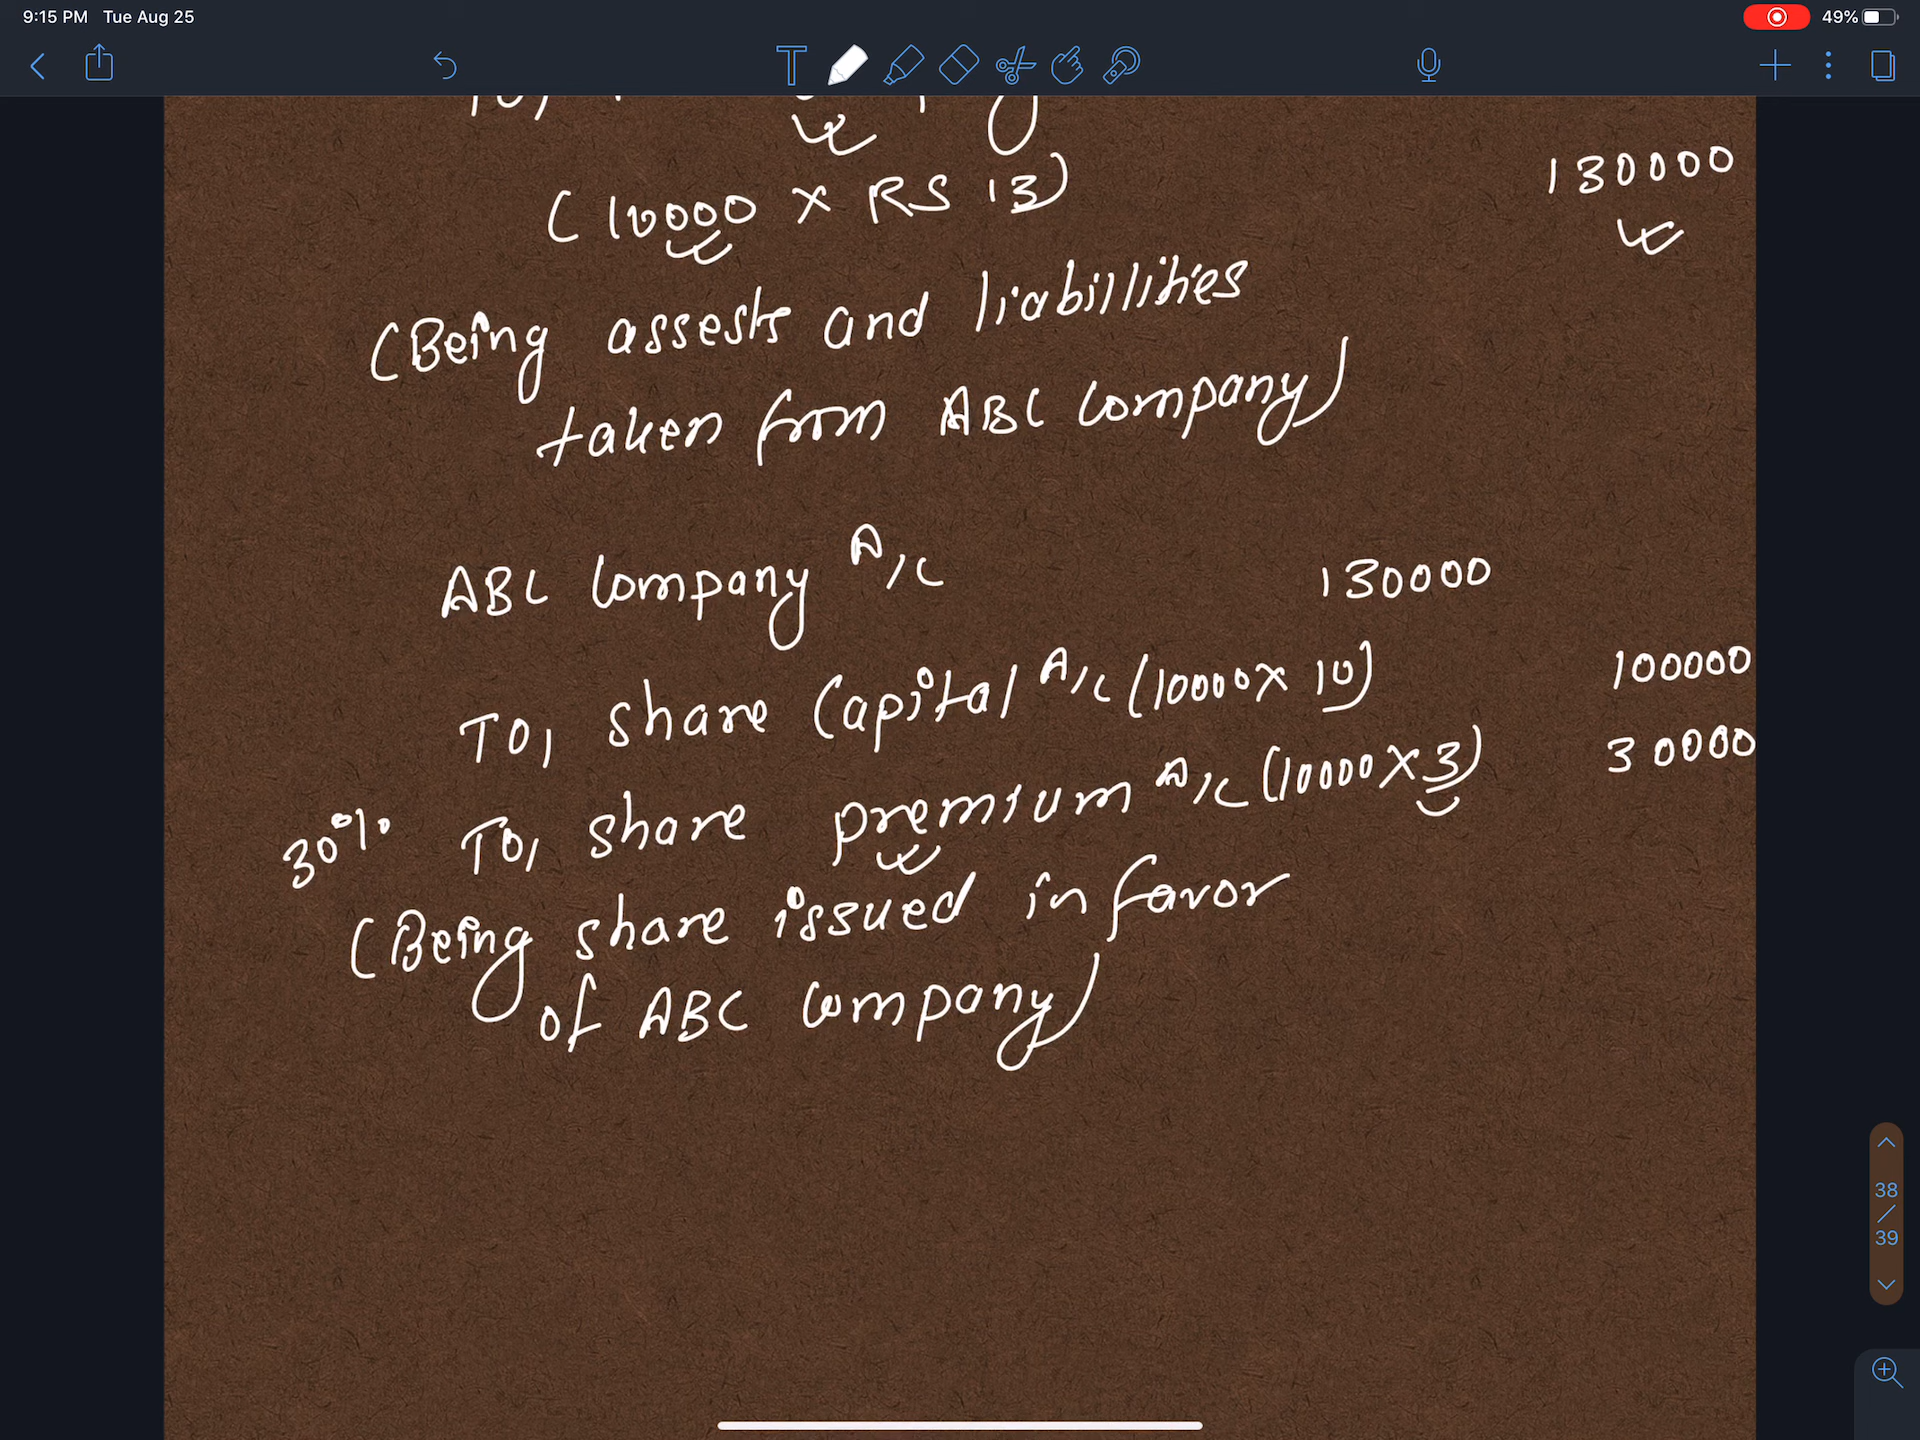 9:15 PM Tue Aug 25
49%
To,
(10000 × RS 13)
130000
(Being assests and liabillities
taken from ABC Company)
ABC Company A/C 130000
To, share Capital A/C (10000 × 10) 100000
30% To, share premium A/C (10000 × 3) 30000
(Being share issued in favor
of ABC Company)
38
/
39